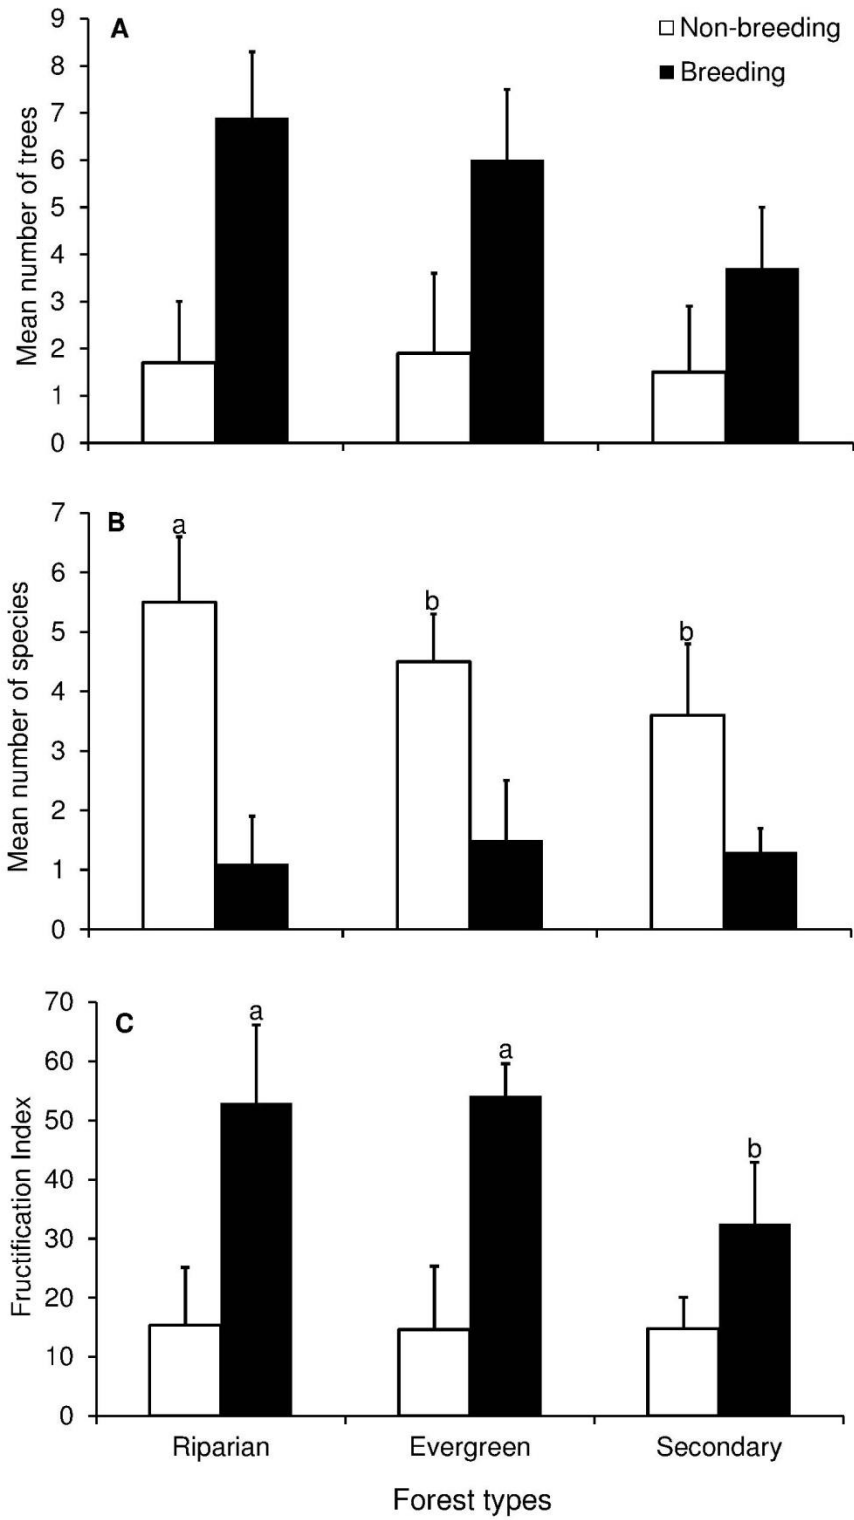 A
Non-breeding
Breeding
Mean number of trees
9
8
7
6
5
4
3
2
1
0
B
Mean number of species
7
6
5
4
3
2
1
0
a
b
b
C
Fructification Index
70
60
50
40
30
20
10
0
a
a
b
Riparian Evergreen Secondary
Forest types